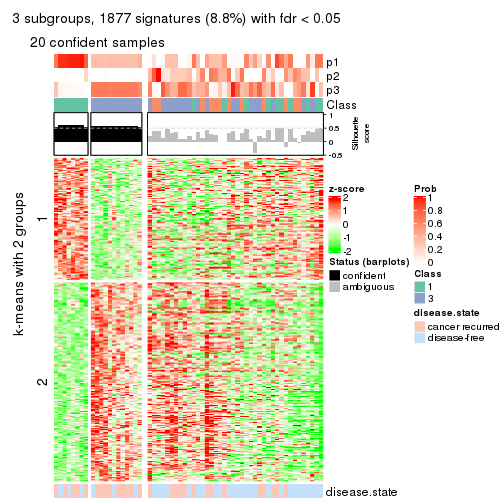 3 subgroups, 1877 signatures (8.8%) with fdr < 0.05
20 confident samples
p1
p2
p3
Class
1
0.5
0
-0.5
Silhouette
score
k-means with 2 groups
1
2
z-score
2
1
0
-1
-2
Status (barplots)
confident
ambiguous
Prob
1
0.8
0.6
0.4
0.2
0
Class
1
3
disease.state
cancer recurred
disease-free
disease.state